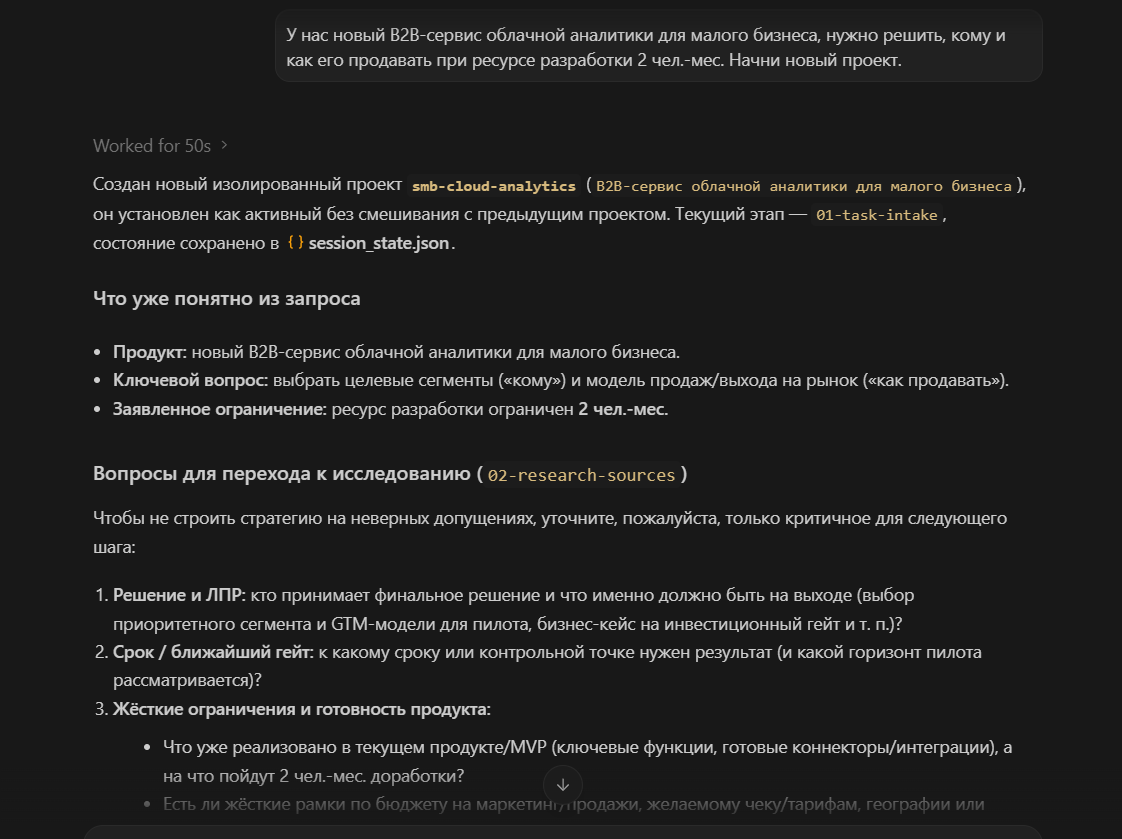 У нас новый B2B-сервис облачной аналитики для малого бизнеса, нужно решить, кому и
как его продавать при ресурсе разработки 2 чел.-мес. Начни новый проект.
Worked for 50s
Создан новый изолированный проект smb-cloud-analytics (B2B-сервис облачной аналитики для малого бизнеса),
он установлен как активный без смешивания с предыдущим проектом. Текущий этап — 01-task-intake,
состояние сохранено в {} session_state.json.
Что уже понятно из запроса
• Продукт: новый B2B-сервис облачной аналитики для малого бизнеса.
• Ключевой вопрос: выбрать целевые сегменты («кому») и модель продаж/выхода на рынок («как продавать»).
• Заявленное ограничение: ресурс разработки ограничен 2 чел.-мес.
Вопросы для перехода к исследованию (02-research-sources)
Чтобы не строить стратегию на неверных допущениях, уточните, пожалуйста, только критичное для следующего
шага:
1. Решение и ЛПР: кто принимает финальное решение и что именно должно быть на выходе (выбор
приоритетного сегмента и GTM-модели для пилота, бизнес-кейс на инвестиционный гейт и т. п.)?
2. Срок / ближайший гейт: к какому сроку или контрольной точке нужен результат (и какой горизонт пилота
рассматривается)?
3. Жёсткие ограничения и готовность продукта:
• Что уже реализовано в текущем продукте/MVP (ключевые функции, готовые коннекторы/интеграции), а
на что пойдут 2 чел.-мес. доработки?
• Есть ли жёсткие рамки по бюджету на маркетинг/продажи, желаемому чеку/тарифам, географии или